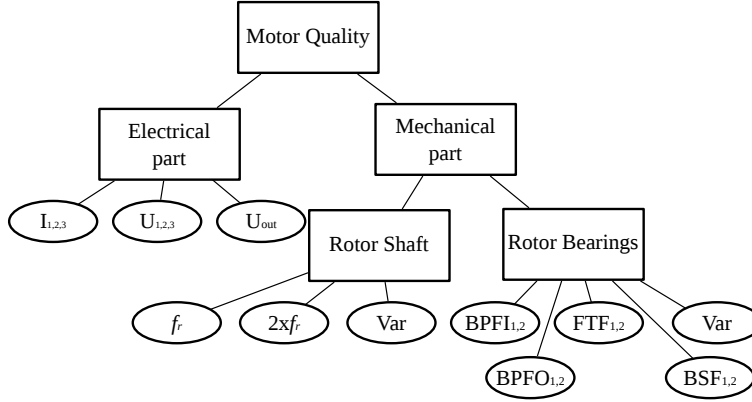 Motor Quality
Electrical
part
Mechanical
part
I1,2,3
U1,2,3
Uout
Rotor Shaft
Rotor Bearings
fr
2xfr
Var
BPFI1,2
FTF1,2
Var
BPFO1,2
BSF1,2